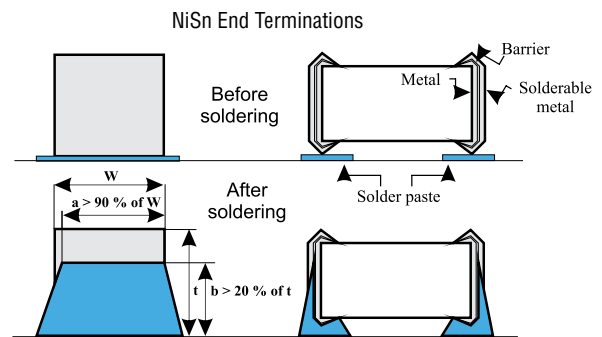 NiSn End Terminations
Barrier
Metal
Solderable
metal
Before
soldering
Solder paste
W
a > 90 % of W
After
soldering
t
b > 20 % of t